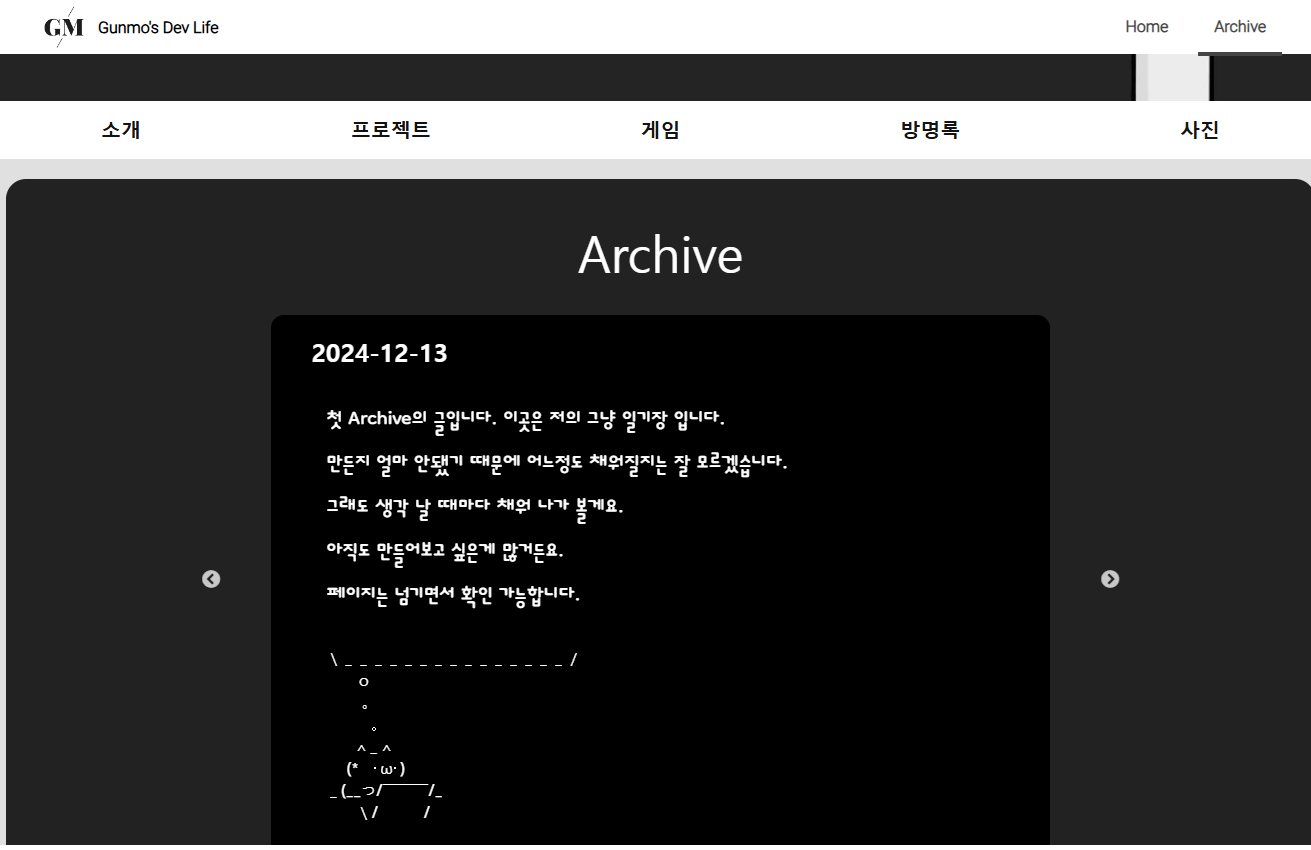 GM Gunmo's Dev Life Home Archive
소개 프로젝트 게임 방명록 사진
Archive
2024-12-13
첫 Archive의 글입니다. 이곳은 저의 그냥 일기장 입니다.
만든지 얼마 안됐기 때문에 어느정도 채워질지는 잘 모르겠습니다.
그래도 생각 날 때마다 채워 나가 볼게요.
아직도 만들어보고 싶은게 많거든요.
페이지는 넘기면서 확인 가능합니다.
\ _ _ _ _ _ _ _ _ _ _ _ _ _ _ _ /
ㅇ
。
。
^ _ ^
(* ･ω･)
_ (__つ/￣￣￣/_
\ / /